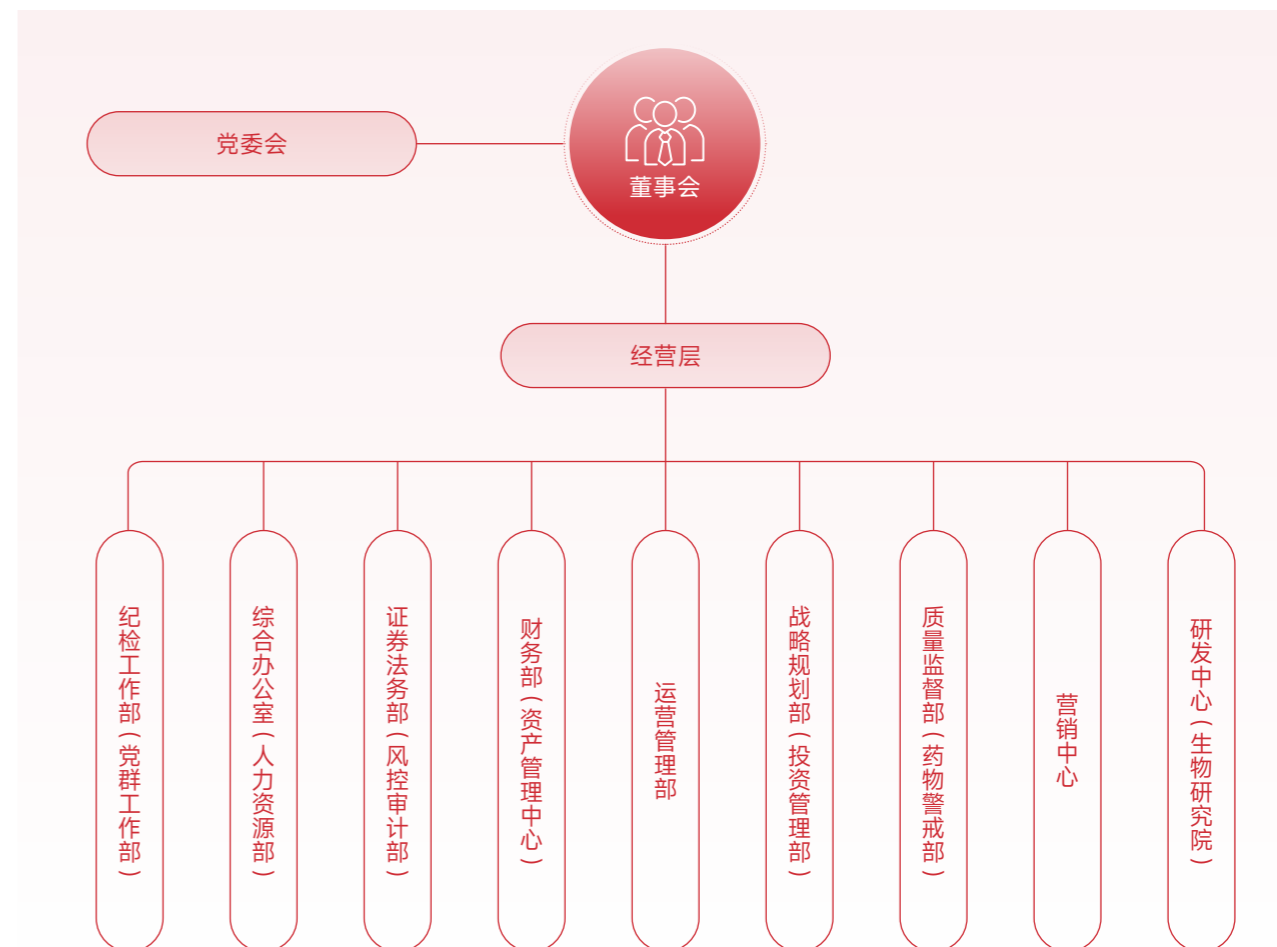 党委会
董事会
经营层
纪检工作部(党群工作部)
综合办公室(人力资源部)
证券法务部(风控审计部)
财务部(资产管理中心)
运营管理部
战略规划部(投资管理部)
质量监督部(药物警戒部)
营销中心
研发中心(生物研究院)